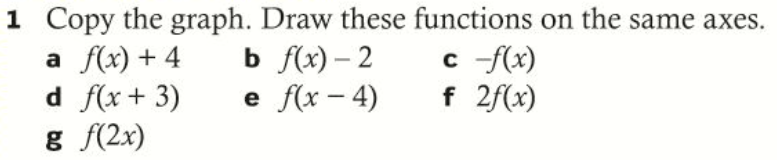 1 Copy the graph. Draw these functions on the same axes.
a f(x) + 4 b f(x) – 2 c –f(x)
d f(x + 3) e f(x – 4) f 2f(x)
g f(2x)